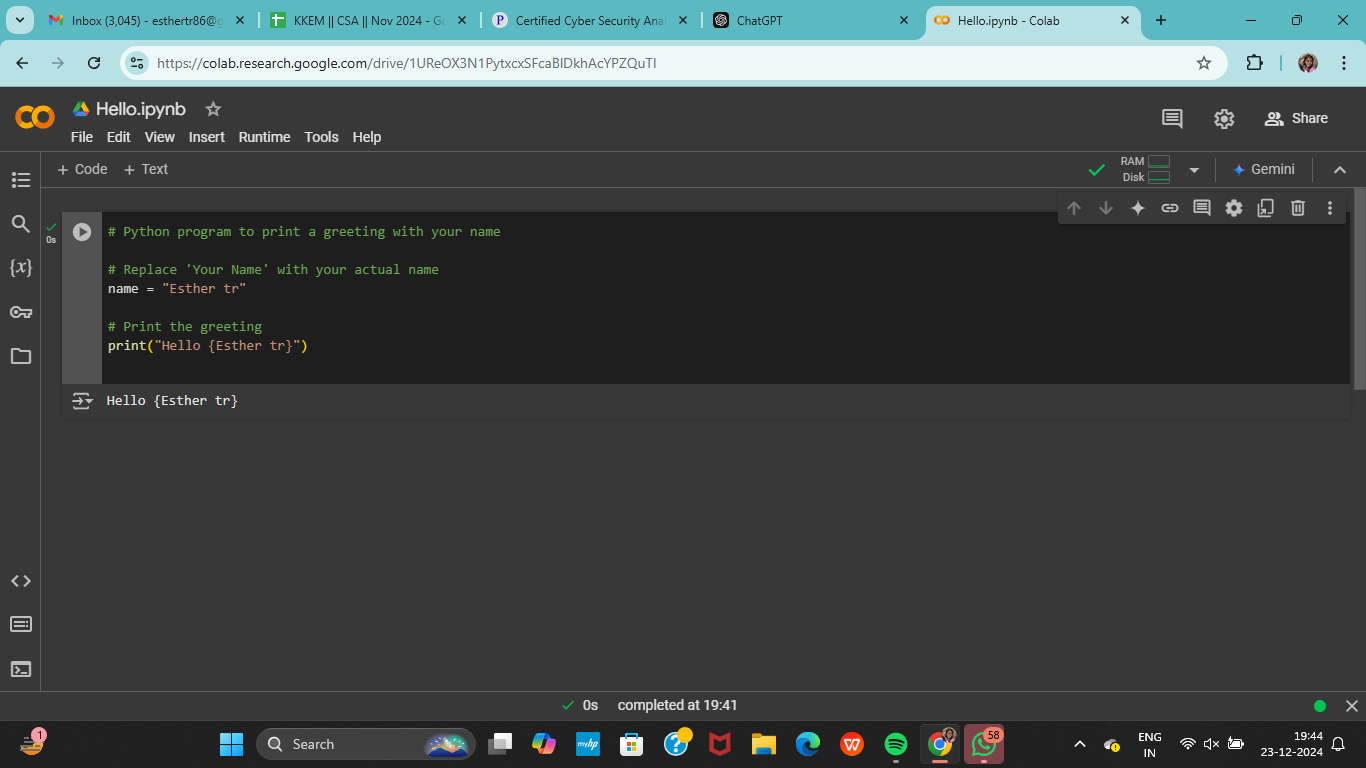 Inbox (3,045) - esthertr86@g
KKEM || CSA || Nov 2024 - Go
Certified Cyber Security Anal
ChatGPT
Hello.ipynb - Colab
https://colab.research.google.com/drive/1UReOX3N1PytxcxSFcaBlDkhAcYPZQuTI
Hello.ipynb
File Edit View Insert Runtime Tools Help
Share
+ Code + Text
RAM
Disk
Gemini
0s
# Python program to print a greeting with your name
# Replace 'Your Name' with your actual name
name = "Esther tr"
# Print the greeting
print("Hello {Esther tr}")
Hello {Esther tr}
{x}
0s completed at 19:41
1
Search
myhp
58
ENG
IN
19:44
23-12-2024